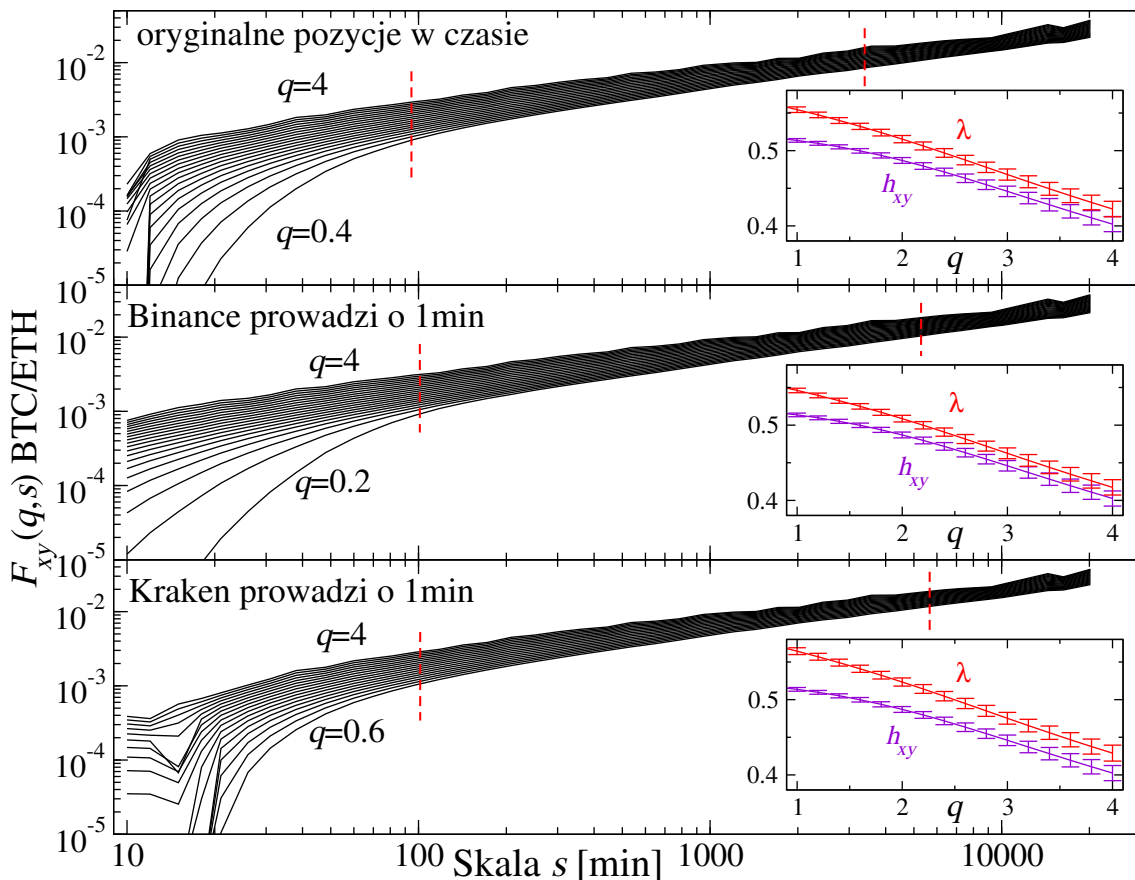 F_xy(q,s) BTC/ETH
oryginalne pozycje w czasie
q=4
q=0.4
10^-2
10^-3
10^-4
10^-5
λ
h_xy
0.5
0.4
1 2 3 4
q
Binance prowadzi o 1min
q=4
q=0.2
10^-1
10^-2
10^-3
10^-4
10^-5
λ
h_xy
0.5
0.4
1 2 3 4
q
Kraken prowadzi o 1min
q=4
q=0.6
10^-1
10^-2
10^-3
10^-4
10^-5
λ
h_xy
0.5
0.4
1 2 3 4
q
10 100 1000 10000
Skala s [min]